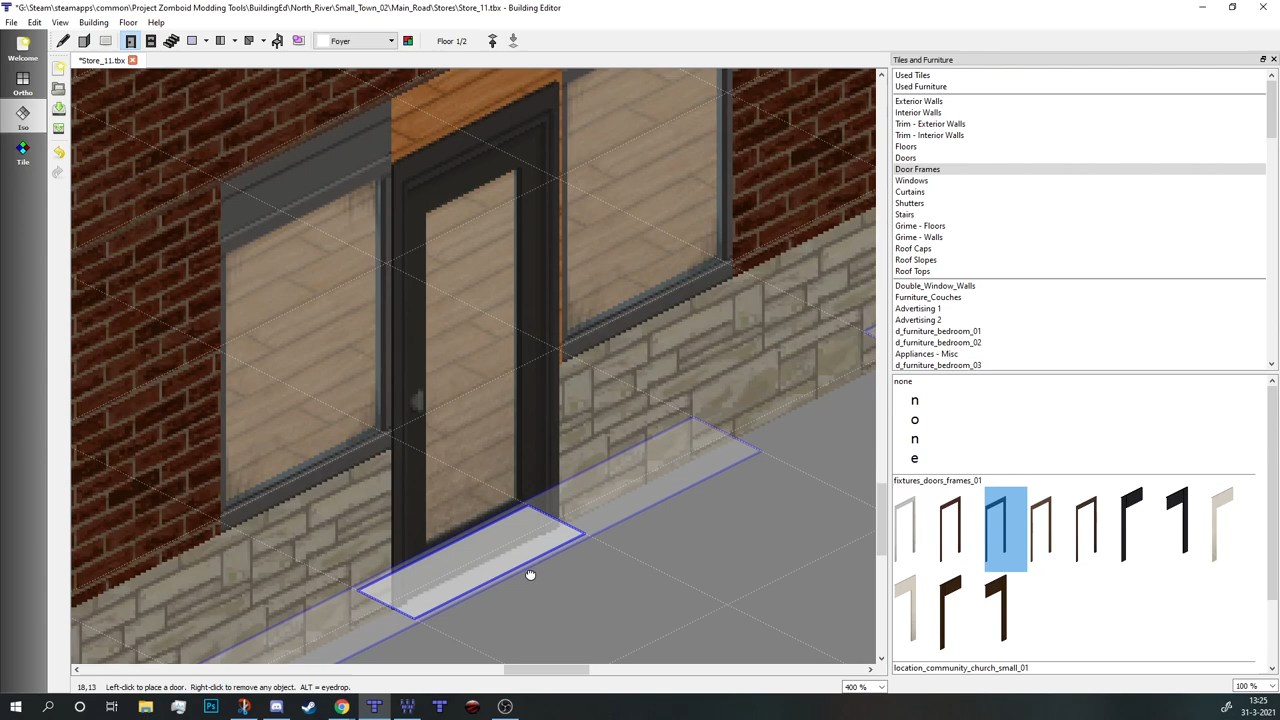 *G:\Steam\steamapps\common\Project Zomboid Modding Tools\BuildingEd\North_River\Small_Town_02\Main_Road\Stores\Store_11.tbx - Building Editor
File Edit View Building Floor Help
Foyer Floor 1/2
Welcome
Ortho
Iso
Tile
*Store_11.tbx
Tiles and Furniture
Used Tiles
Used Furniture
Exterior Walls
Interior Walls
Trim - Exterior Walls
Trim - Interior Walls
Floors
Doors
Door Frames
Windows
Curtains
Shutters
Stairs
Grime - Floors
Grime - Walls
Roof Caps
Roof Slopes
Roof Tops
Double_Window_Walls
Furniture_Couches
Advertising 1
Advertising 2
d_furniture_bedroom_01
d_furniture_bedroom_02
Appliances - Misc
d_furniture_bedroom_03
none
n
o
n
e
fixtures_doors_frames_01
location_community_church_small_01
18,13 Left-click to place a door. Right-click to remove any object. ALT = eyedrop.
400 %
100 %
13:25
31-3-2021